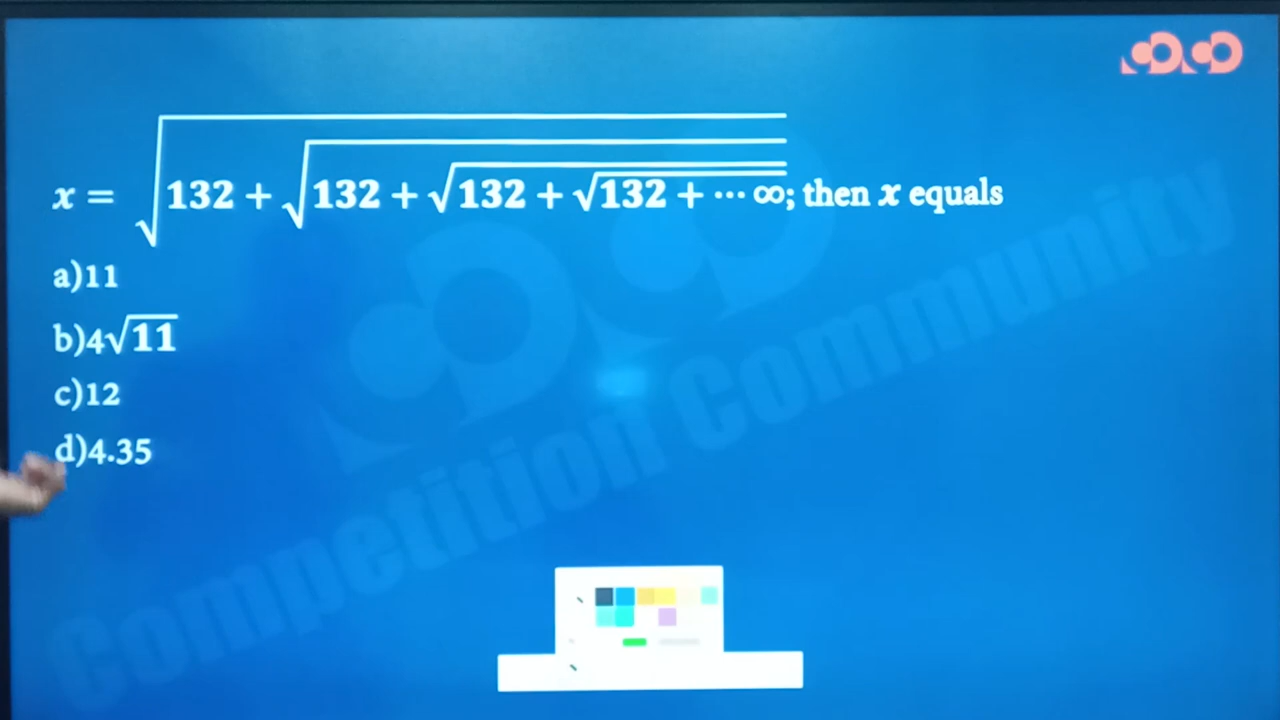 x = √132 + √132 + √132 + √132 + ⋯ ∞; then x equals
a)11
b)4√11
c)12
d)4.35
Competition Community